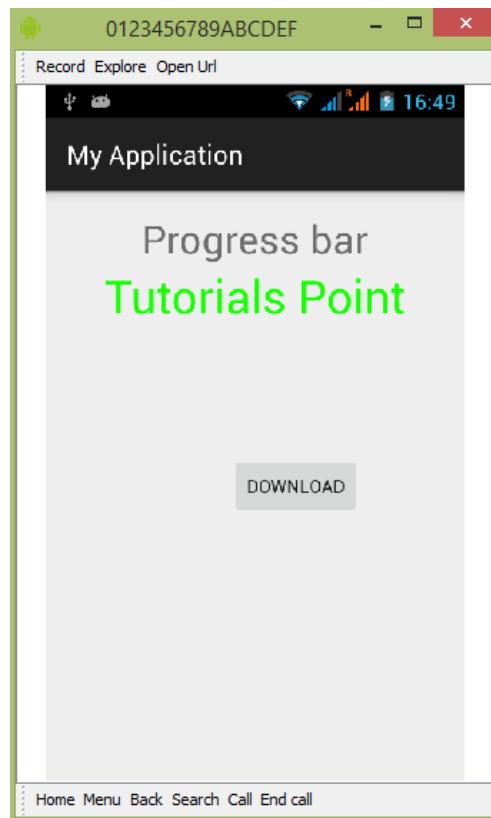 0123456789ABCDEF
Record Explore Open Url
R 16:49
My Application
Progress bar
Tutorials Point
DOWNLOAD
Home Menu Back Search Call End call